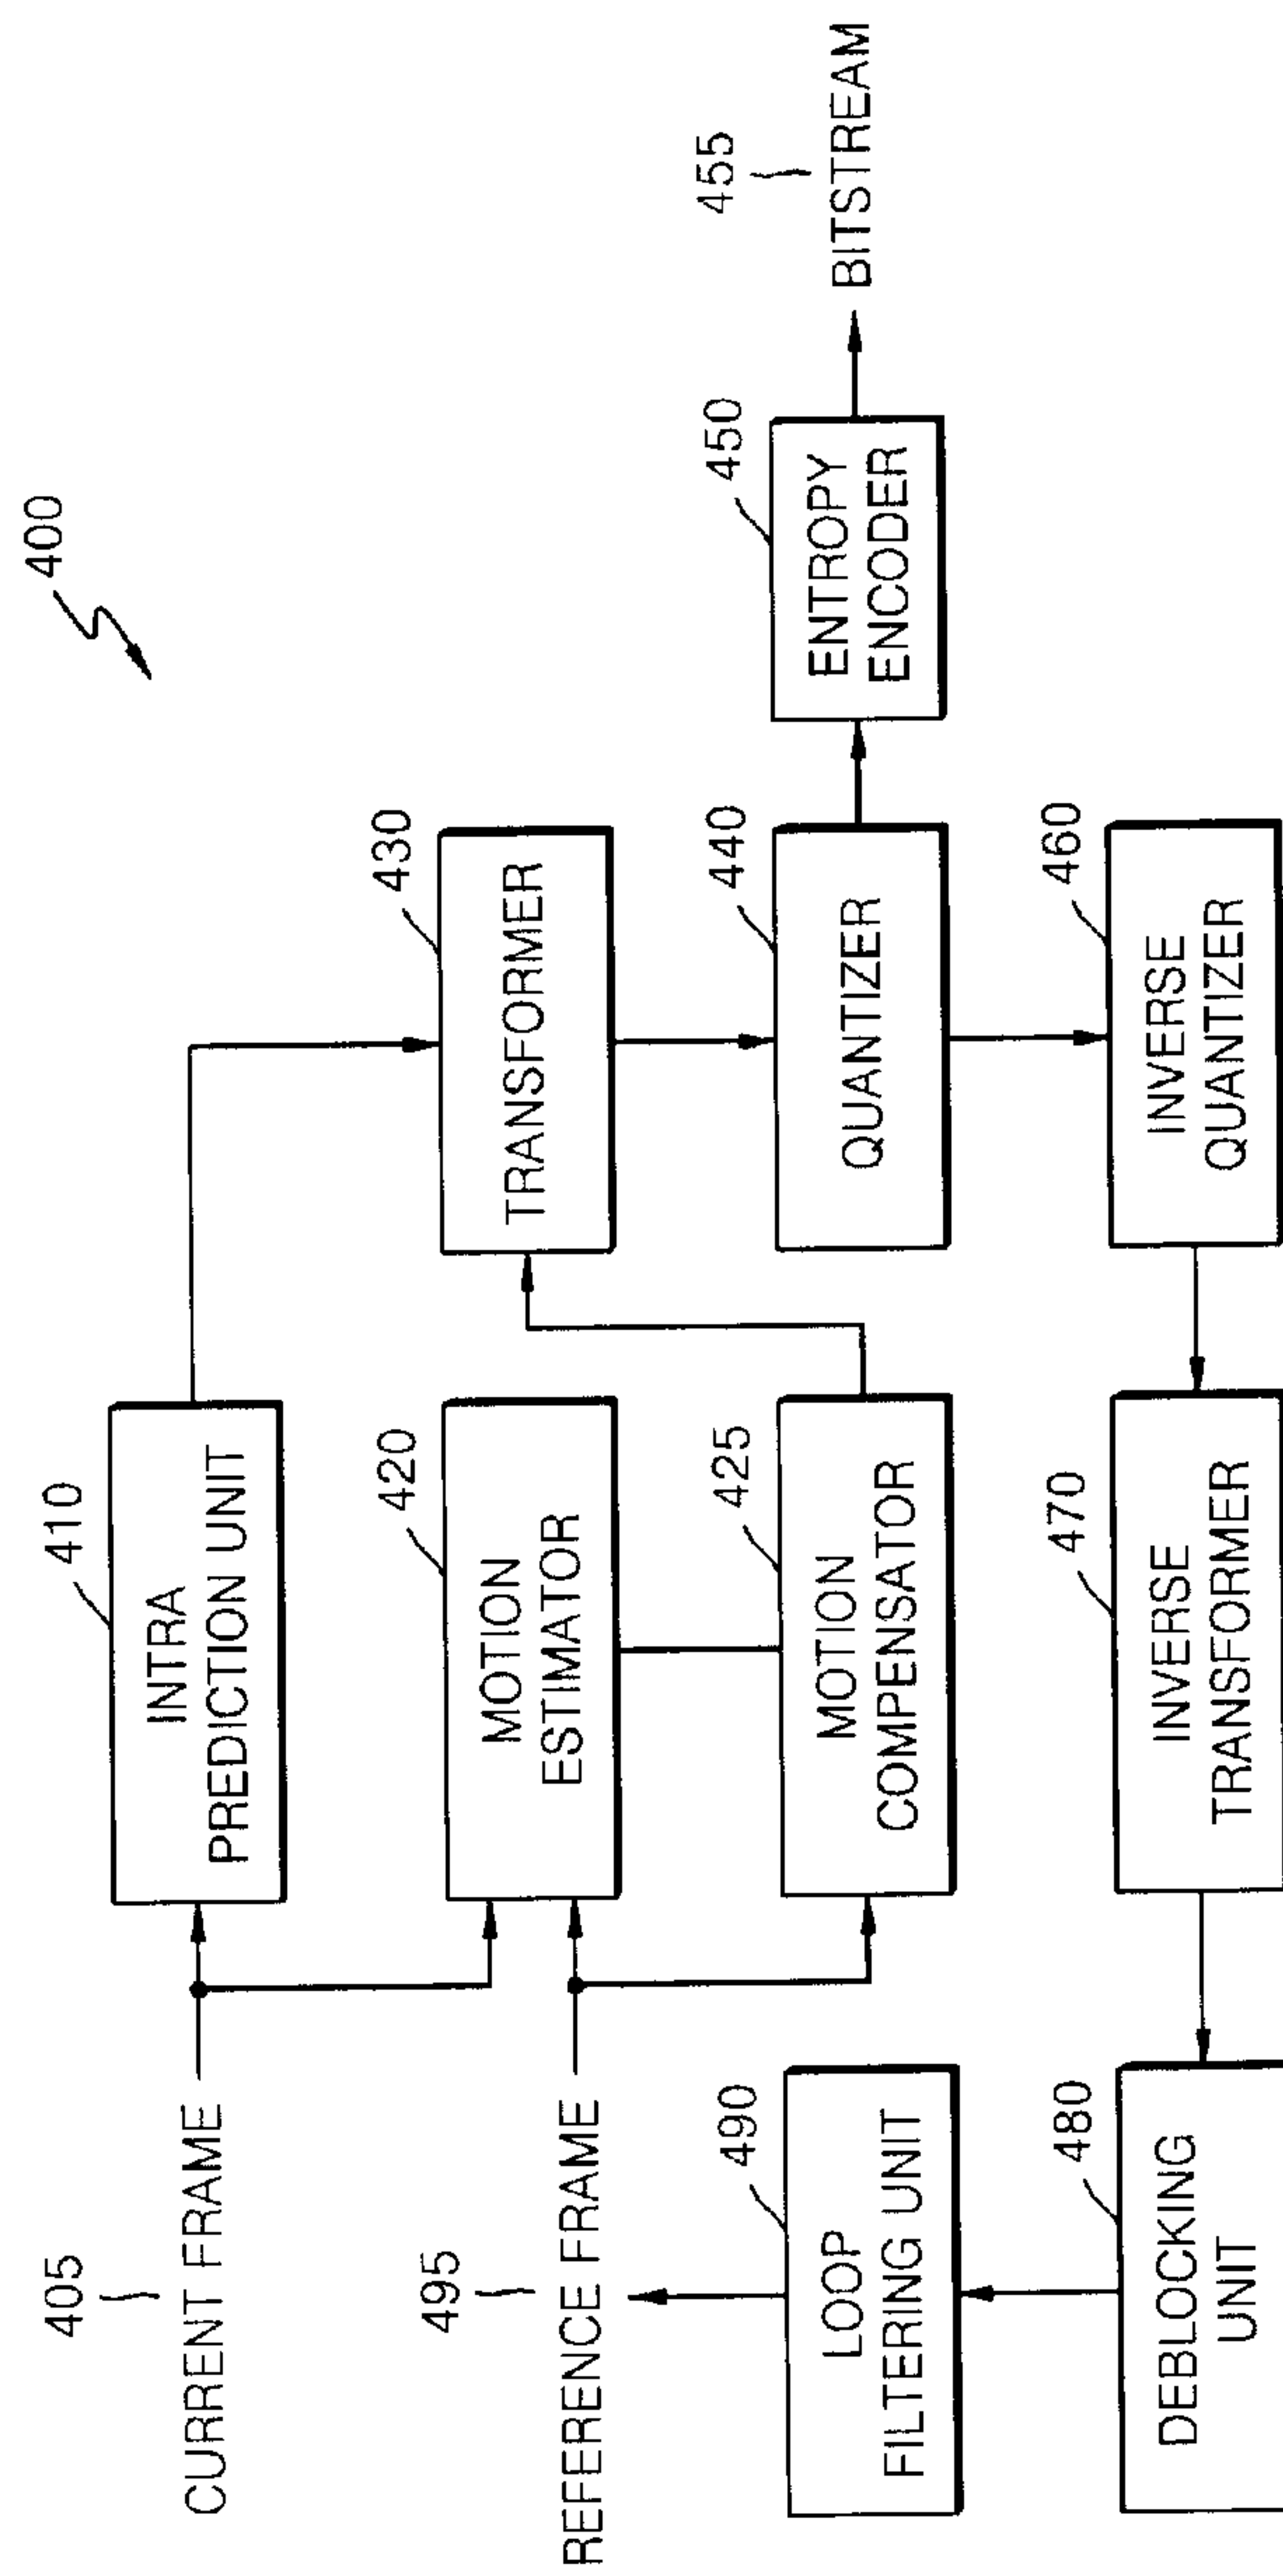 400
405
CURRENT FRAME
410
INTRA
PREDICTION UNIT
495
REFERENCE FRAME
420
MOTION
ESTIMATOR
430
TRANSFORMER
490
LOOP
FILTERING UNIT
425
MOTION
COMPENSATOR
440
QUANTIZER
450
ENTROPY
ENCODER
455
BITSTREAM
480
DEBLOCKING
UNIT
470
INVERSE
TRANSFORMER
460
INVERSE
QUANTIZER